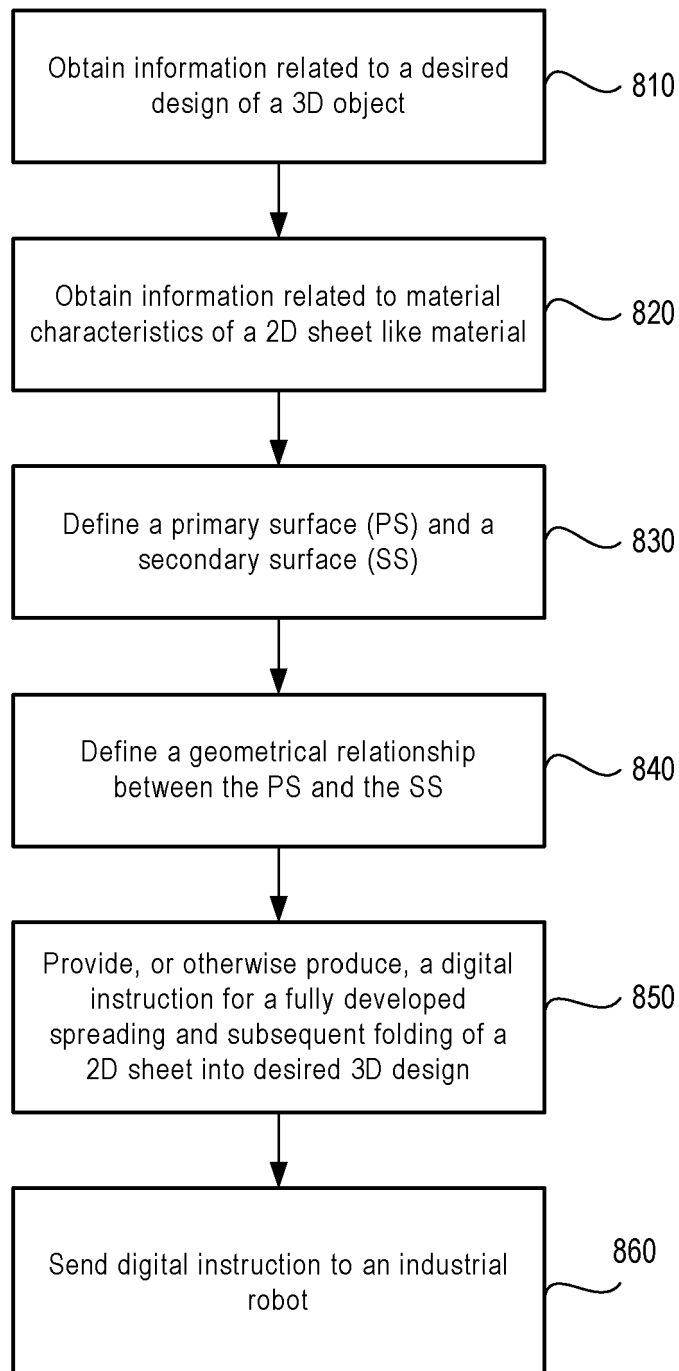 Obtain information related to a desired
design of a 3D object
810
Obtain information related to material
characteristics of a 2D sheet like material
820
Define a primary surface (PS) and a
secondary surface (SS)
830
Define a geometrical relationship
between the PS and the SS
840
Provide, or otherwise produce, a digital
instruction for a fully developed
spreading and subsequent folding of a
2D sheet into desired 3D design
850
Send digital instruction to an industrial
robot
860